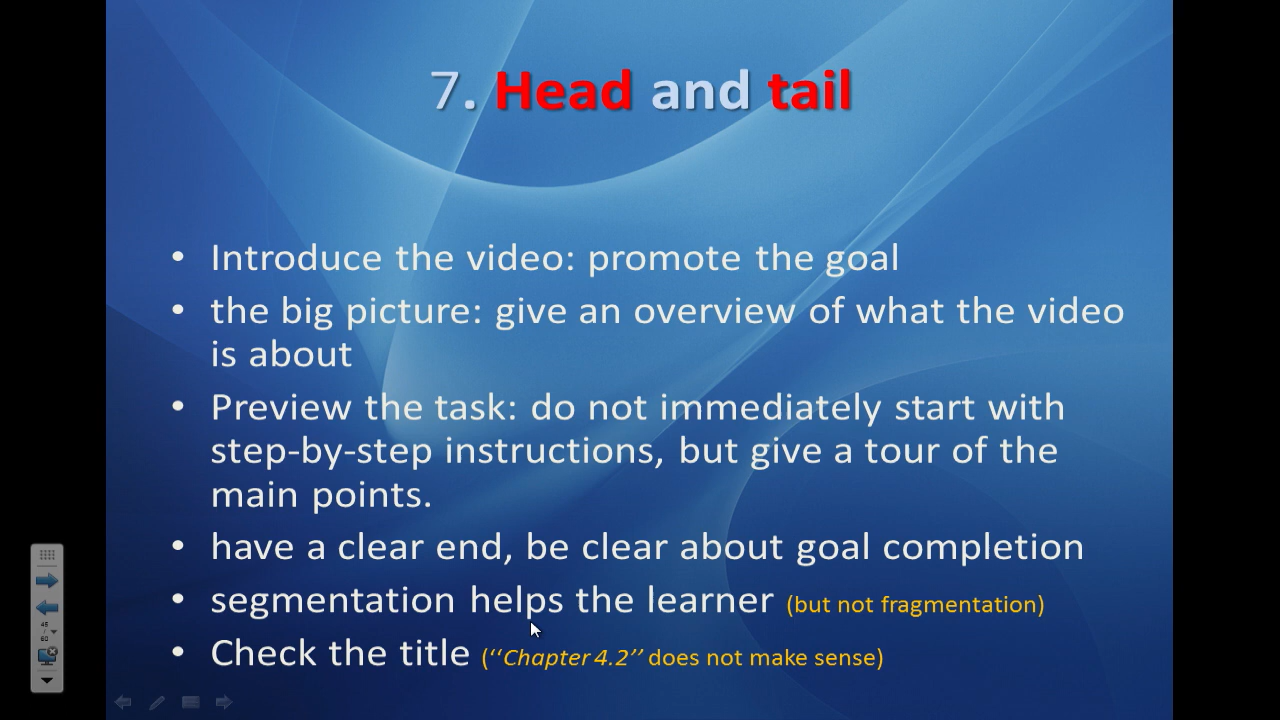 7. Head and tail
• Introduce the video: promote the goal
• the big picture: give an overview of what the video
is about
• Preview the task: do not immediately start with
step-by-step instructions, but give a tour of the
main points.
• have a clear end, be clear about goal completion
• segmentation helps the learner (but not fragmentation)
• Check the title (‘‘Chapter 4.2’’ does not make sense)
45
/
60